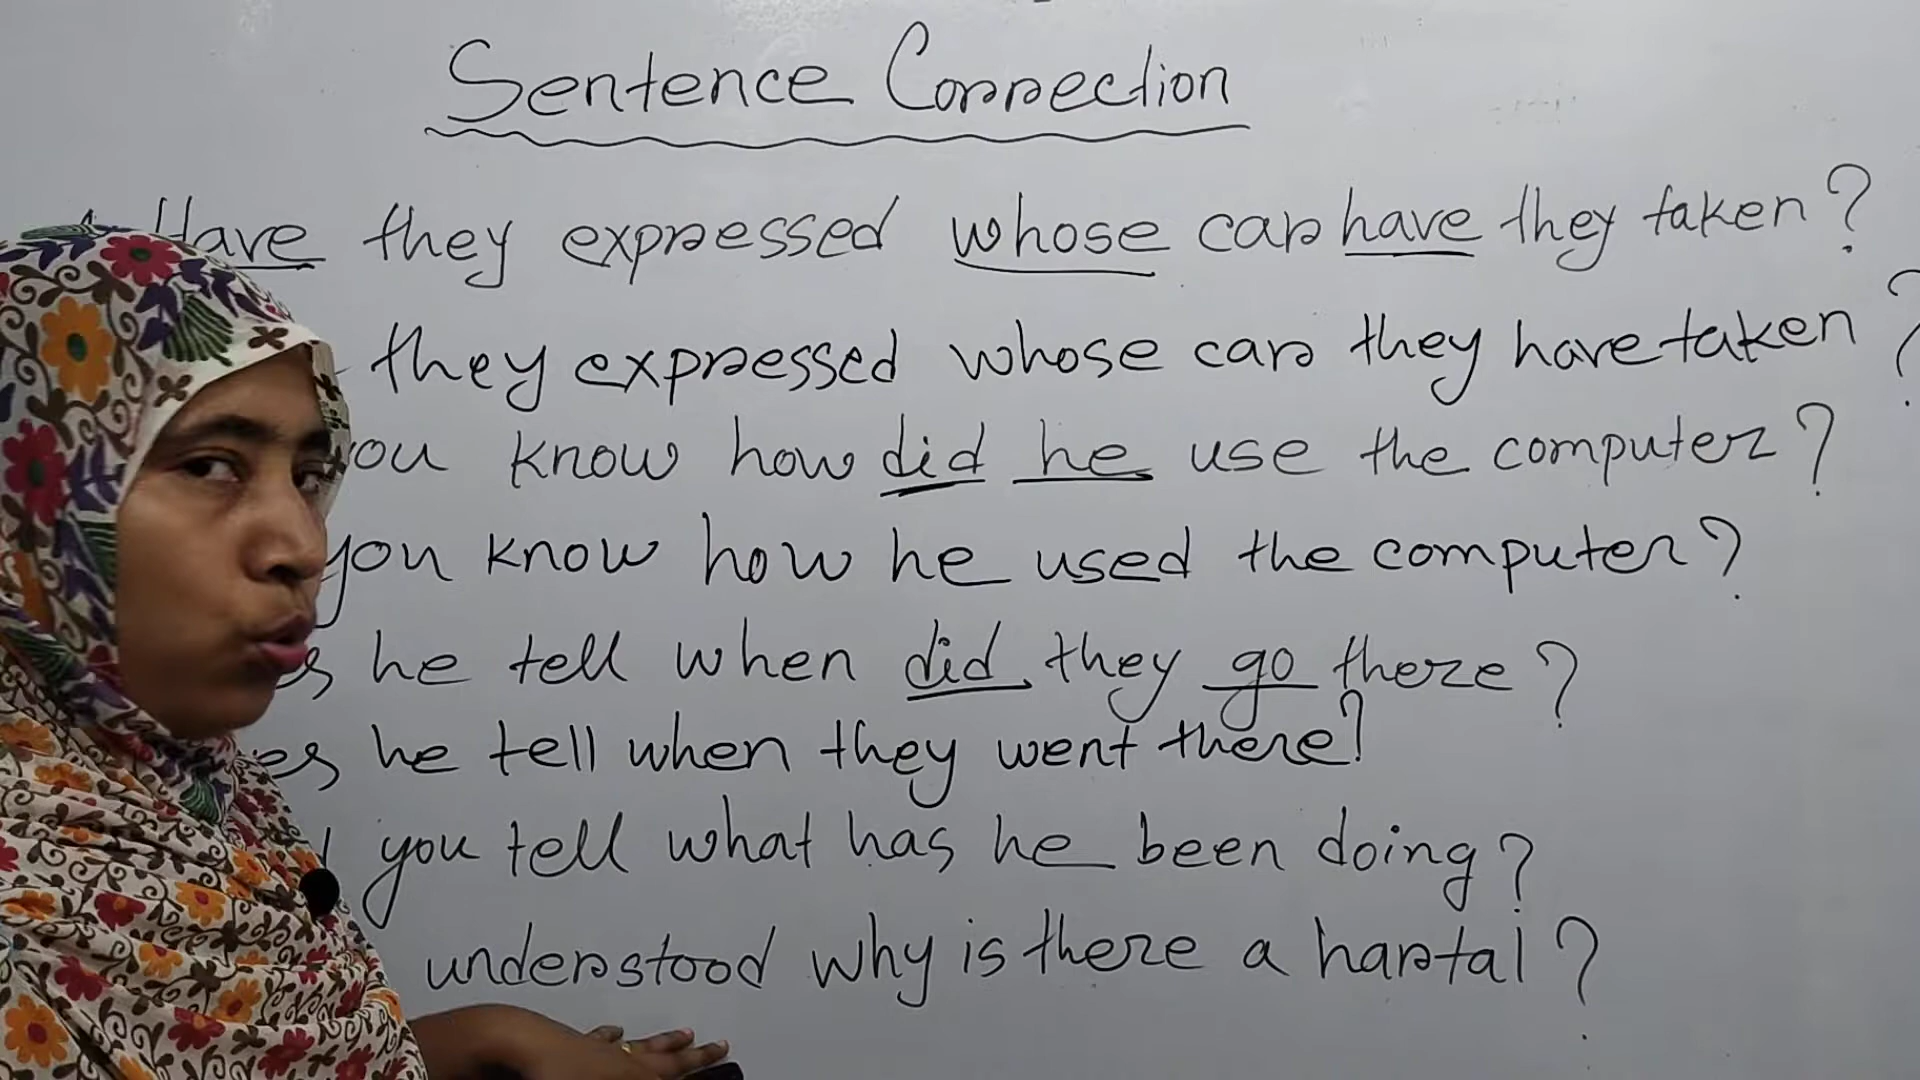 Sentence Connection
Have they expressed whose car have they taken?
they expressed whose car they have taken?
you know how did he use the computer?
you know how he used the computer?
he tell when did they go there?
he tell when they went there?
you tell what has he been doing?
understood why is there a hartal?